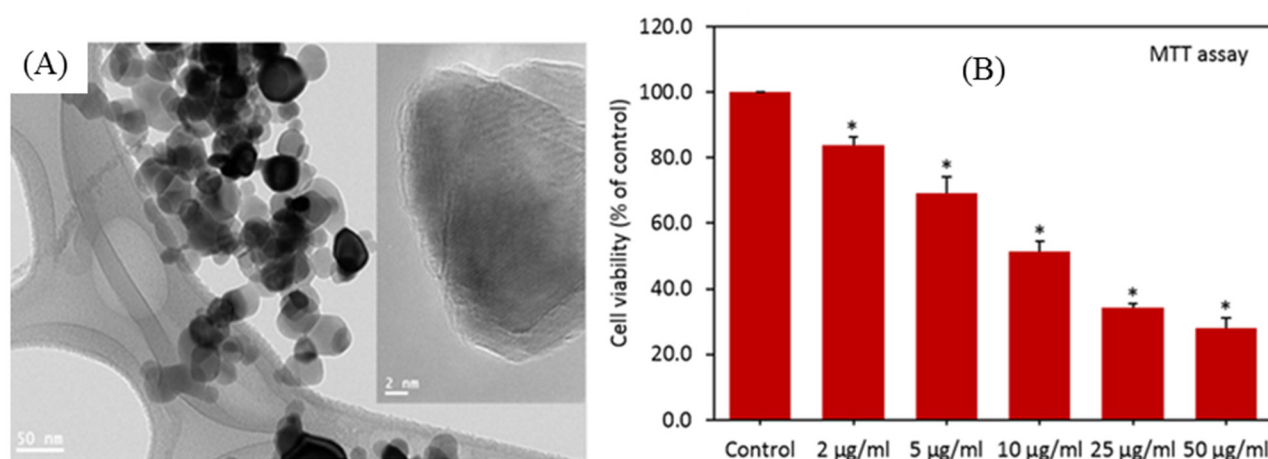 (A)
50 nm
2 nm
120.0
100.0
80.0
60.0
40.0
20.0
0.0
Cell viability (% of control)
(B)
MTT assay
*
*
*
*
*
Control 2 µg/ml 5 µg/ml 10 µg/ml 25 µg/ml 50 µg/ml